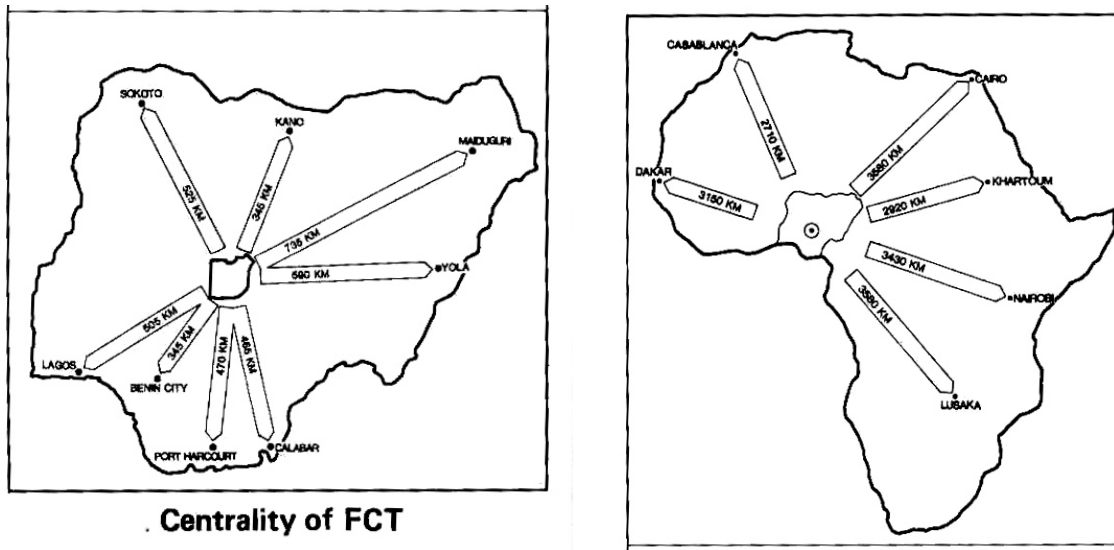 SOKOTO
KANO
MAIDUGURI
525 KM
345 KM
735 KM
590 KM
YOLA
505 KM
345 KM
470 KM
465 KM
LAGOS
BENIN CITY
PORT HARCOURT
CALABAR
Centrality of FCT
CASABLANCA
CAIRO
2710 KM
3580 KM
DAKAR
KHARTOUM
3150 KM
2920 KM
3430 KM
NAIROBI
3580 KM
LUSAKA